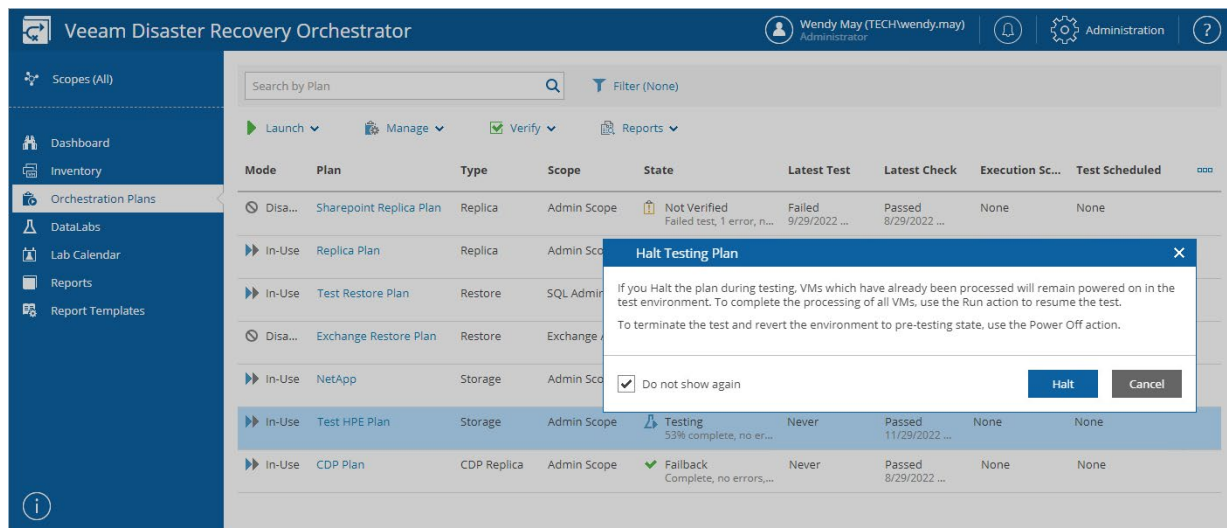 Veeam Disaster Recovery Orchestrator
Wendy May (TECH\wendy.may)
Administrator
Administration
?
Scopes (All)
Dashboard
Inventory
Orchestration Plans
DataLabs
Lab Calendar
Reports
Report Templates
Search by Plan
Filter (None)
Launch
Manage
Verify
Reports
Mode Plan Type Scope State Latest Test Latest Check Execution Sc... Test Scheduled
Disa... Sharepoint Replica Plan Replica Admin Scope Not Verified Failed Passed None None
Failed test, 1 error, n... 9/29/2022 ... 8/29/2022 ...
In-Use Replica Plan Replica Admin Sco
In-Use Test Restore Plan Restore SQL Admin
Disa... Exchange Restore Plan Restore Exchange
In-Use NetApp Storage Admin Sco
In-Use Test HPE Plan Storage Admin Scope Testing Never Passed None None
53% complete, no er... 11/29/2022 ...
In-Use CDP Plan CDP Replica Admin Scope Failback Never Passed None None
Complete, no errors,... 8/29/2022 ...
Halt Testing Plan
If you Halt the plan during testing, VMs which have already been processed will remain powered on in the
test environment. To complete the processing of all VMs, use the Run action to resume the test.
To terminate the test and revert the environment to pre-testing state, use the Power Off action.
Do not show again
Halt
Cancel
i